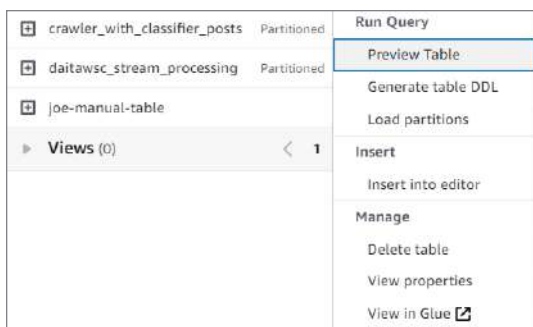 crawler_with_classifier_posts Partitioned
daitawsc_stream_processing Partitioned
joe-manual-table
Views (0) 1
Run Query
Preview Table
Generate table DDL
Load partitions
Insert
Insert into editor
Manage
Delete table
View properties
View in Glue